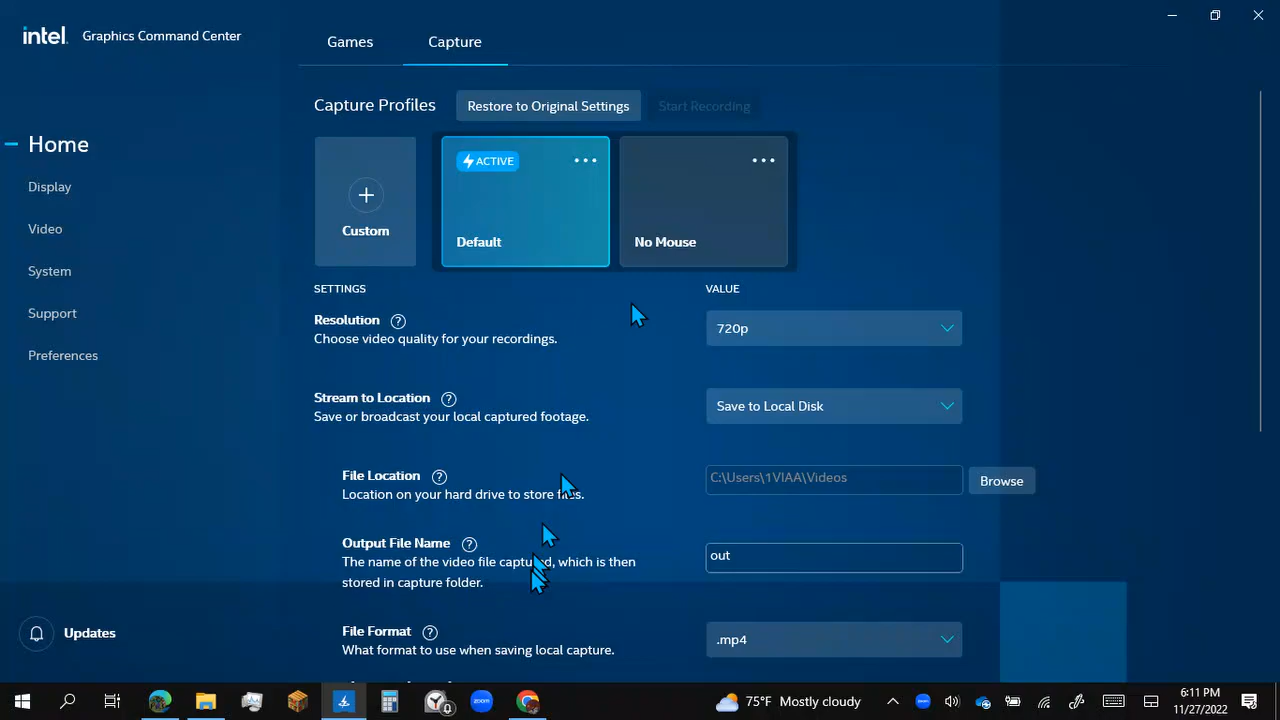 intel. Graphics Command Center
Games
Capture
Capture Profiles
Restore to Original Settings
Start Recording
Home
Display
Video
System
Support
Preferences
Updates
Custom
ACTIVE
Default
No Mouse
SETTINGS
VALUE
Resolution ?
Choose video quality for your recordings.
720p
Stream to Location ?
Save or broadcast your local captured footage.
Save to Local Disk
File Location ?
Location on your hard drive to store files.
C:\Users\1VIAA\Videos
Browse
Output File Name ?
The name of the video file captured, which is then
stored in capture folder.
out
File Format ?
What format to use when saving local capture.
.mp4
zoom
75°F Mostly cloudy
6:11 PM
11/27/2022